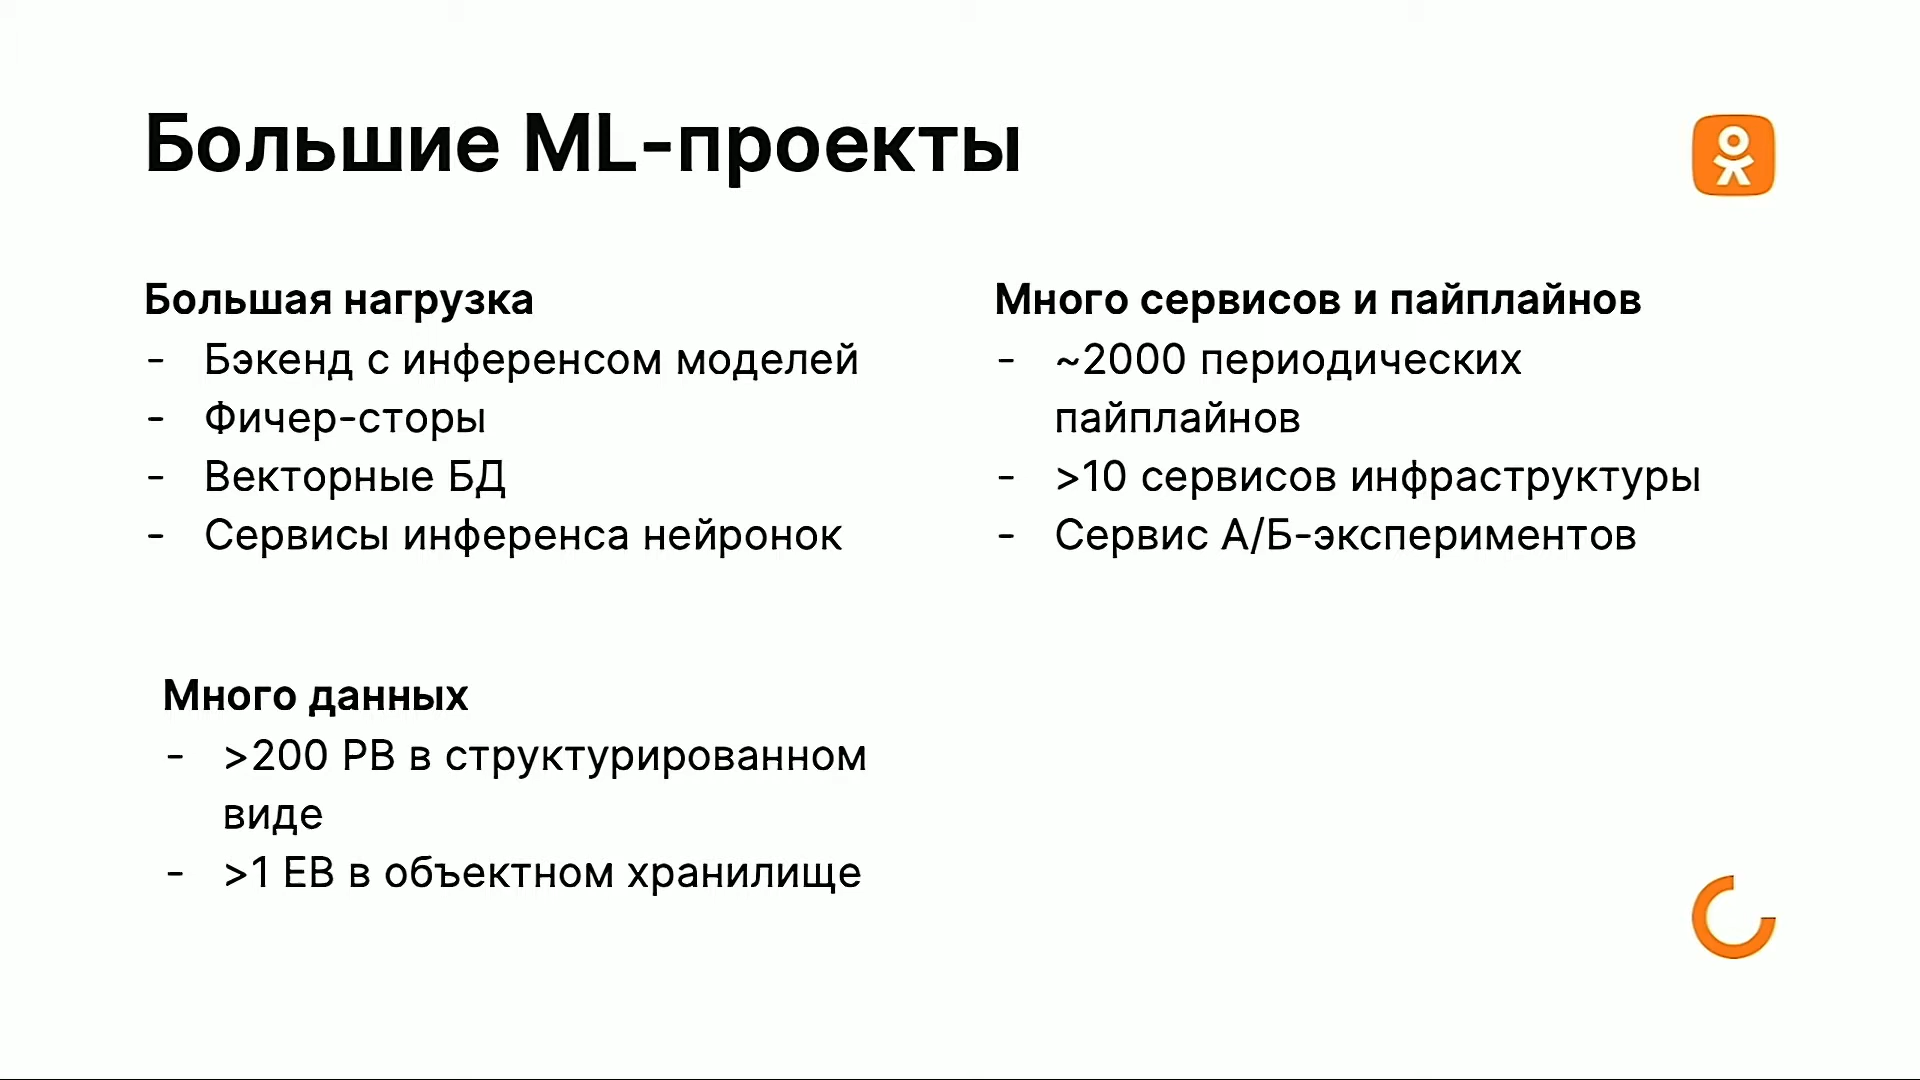 Большие ML-проекты
Большая нагрузка
- Бэкенд с инференсом моделей
- Фичер-сторы
- Векторные БД
- Сервисы инференса нейронок
Много сервисов и пайплайнов
- ~2000 периодических
пайплайнов
- >10 сервисов инфраструктуры
- Сервис А/Б-экспериментов
Много данных
- >200 PB в структурированном
виде
- >1 EB в объектном хранилище